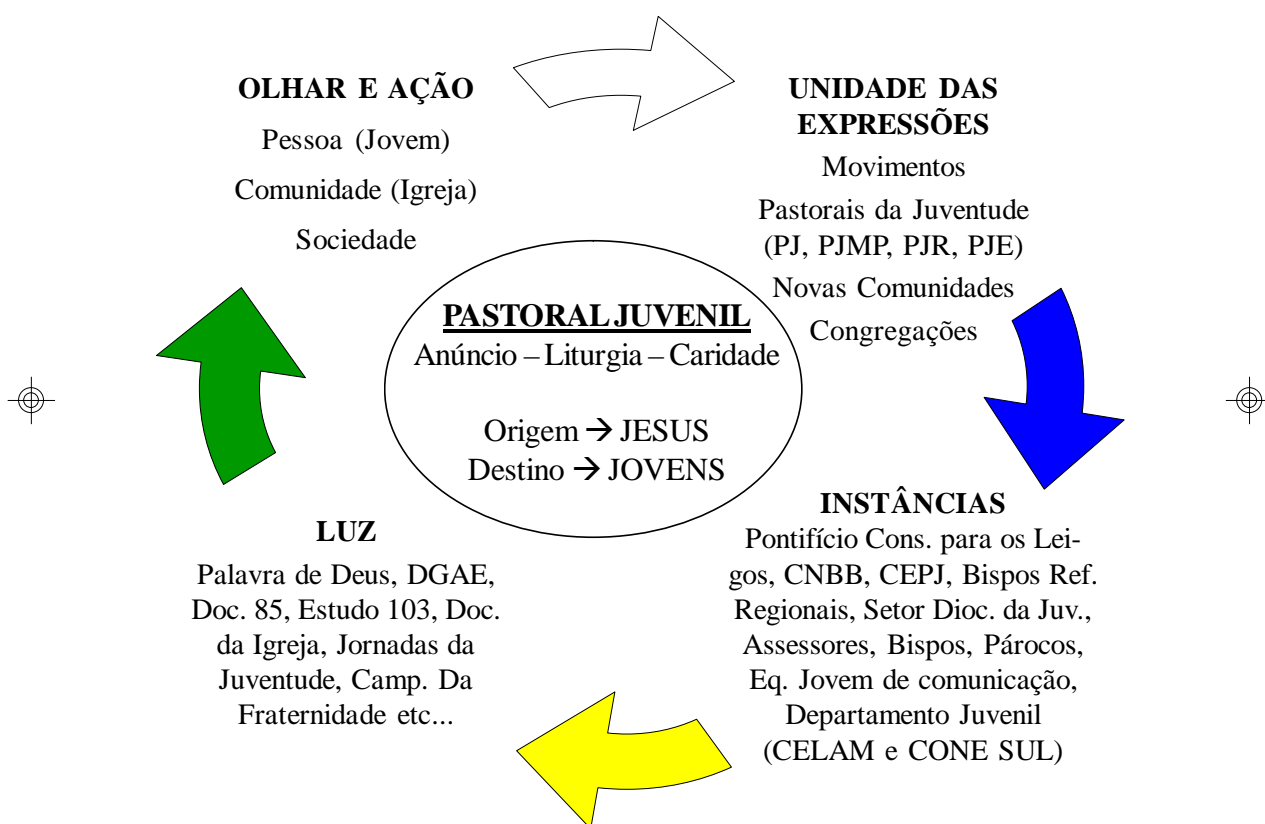 OLHAR E AÇÃO
Pessoa (Jovem)
Comunidade (Igreja)
Sociedade
UNIDADE DAS
EXPRESSÕES
Movimentos
Pastorais da Juventude
(PJ, PJMP, PJR, PJE)
Novas Comunidades
Congregações
PASTORAL JUVENIL
Anúncio – Liturgia – Caridade
Origem → JESUS
Destino → JOVENS
INSTÂNCIAS
Pontifício Cons. para os Lei-
gos, CNBB, CEPJ, Bispos Ref.
Regionais, Setor Dioc. da Juv.,
Assessores, Bispos, Párocos,
Eq. Jovem de comunicação,
Departamento Juvenil
(CELAM e CONE SUL)
LUZ
Palavra de Deus, DGAE,
Doc. 85, Estudo 103, Doc.
da Igreja, Jornadas da
Juventude, Camp. Da
Fraternidade etc...